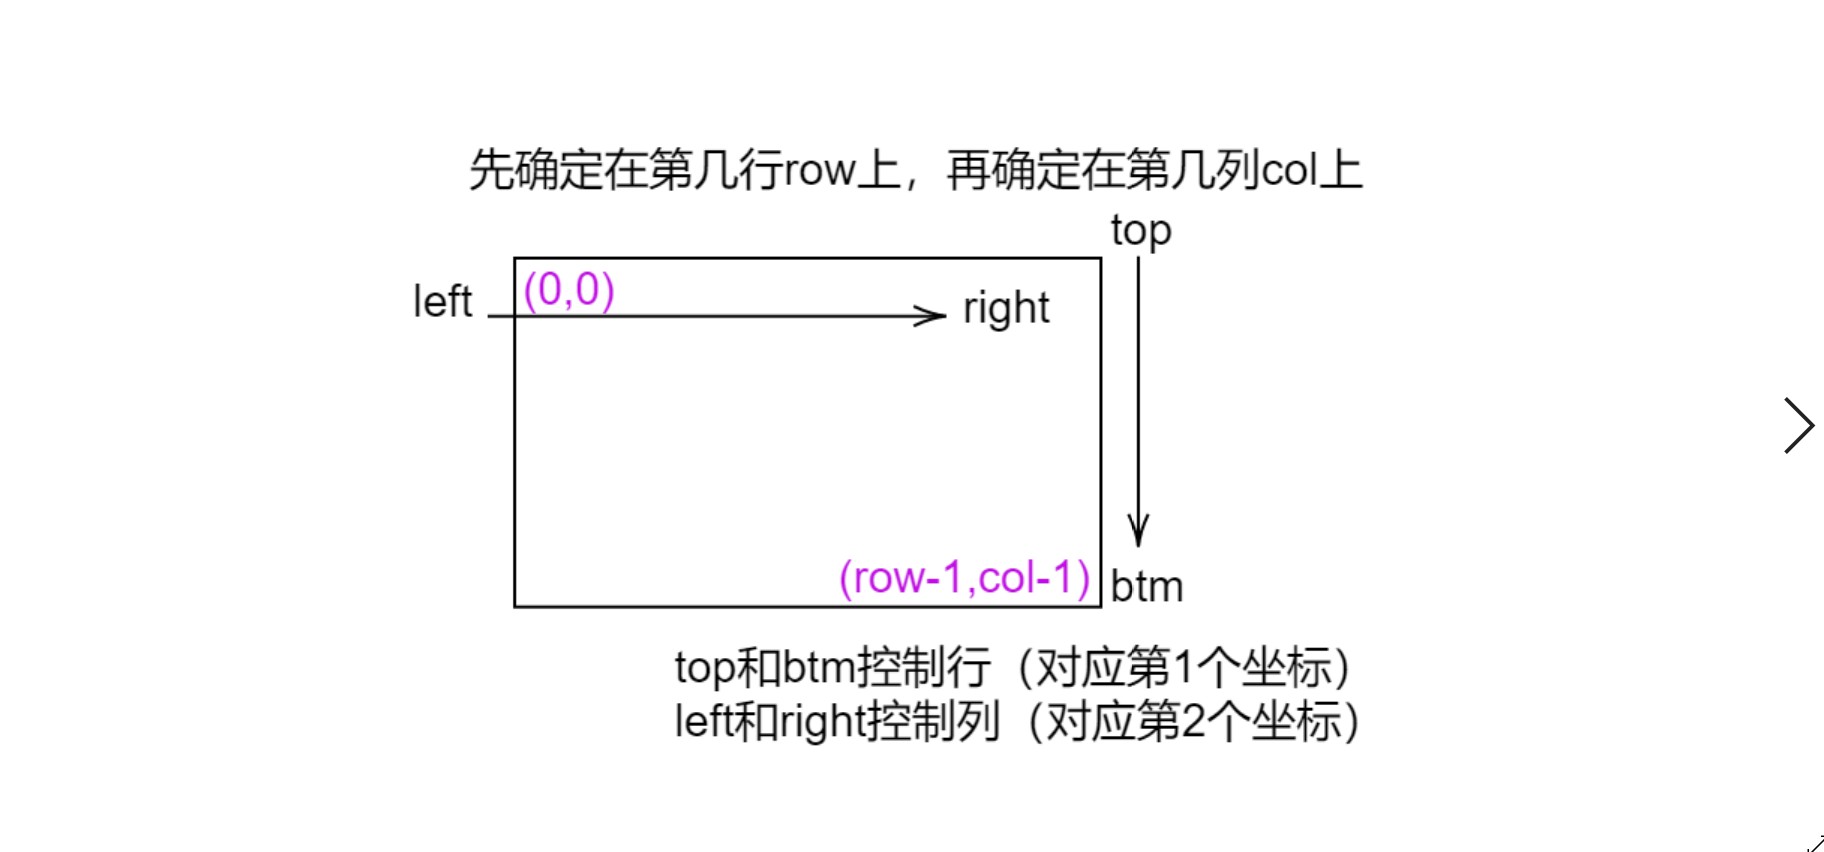 先确定在第几行row上，再确定在第几列col上
top
left
(0,0)
right
(row-1,col-1)
btm
top和btm控制行（对应第1个坐标）
left和right控制列（对应第2个坐标）